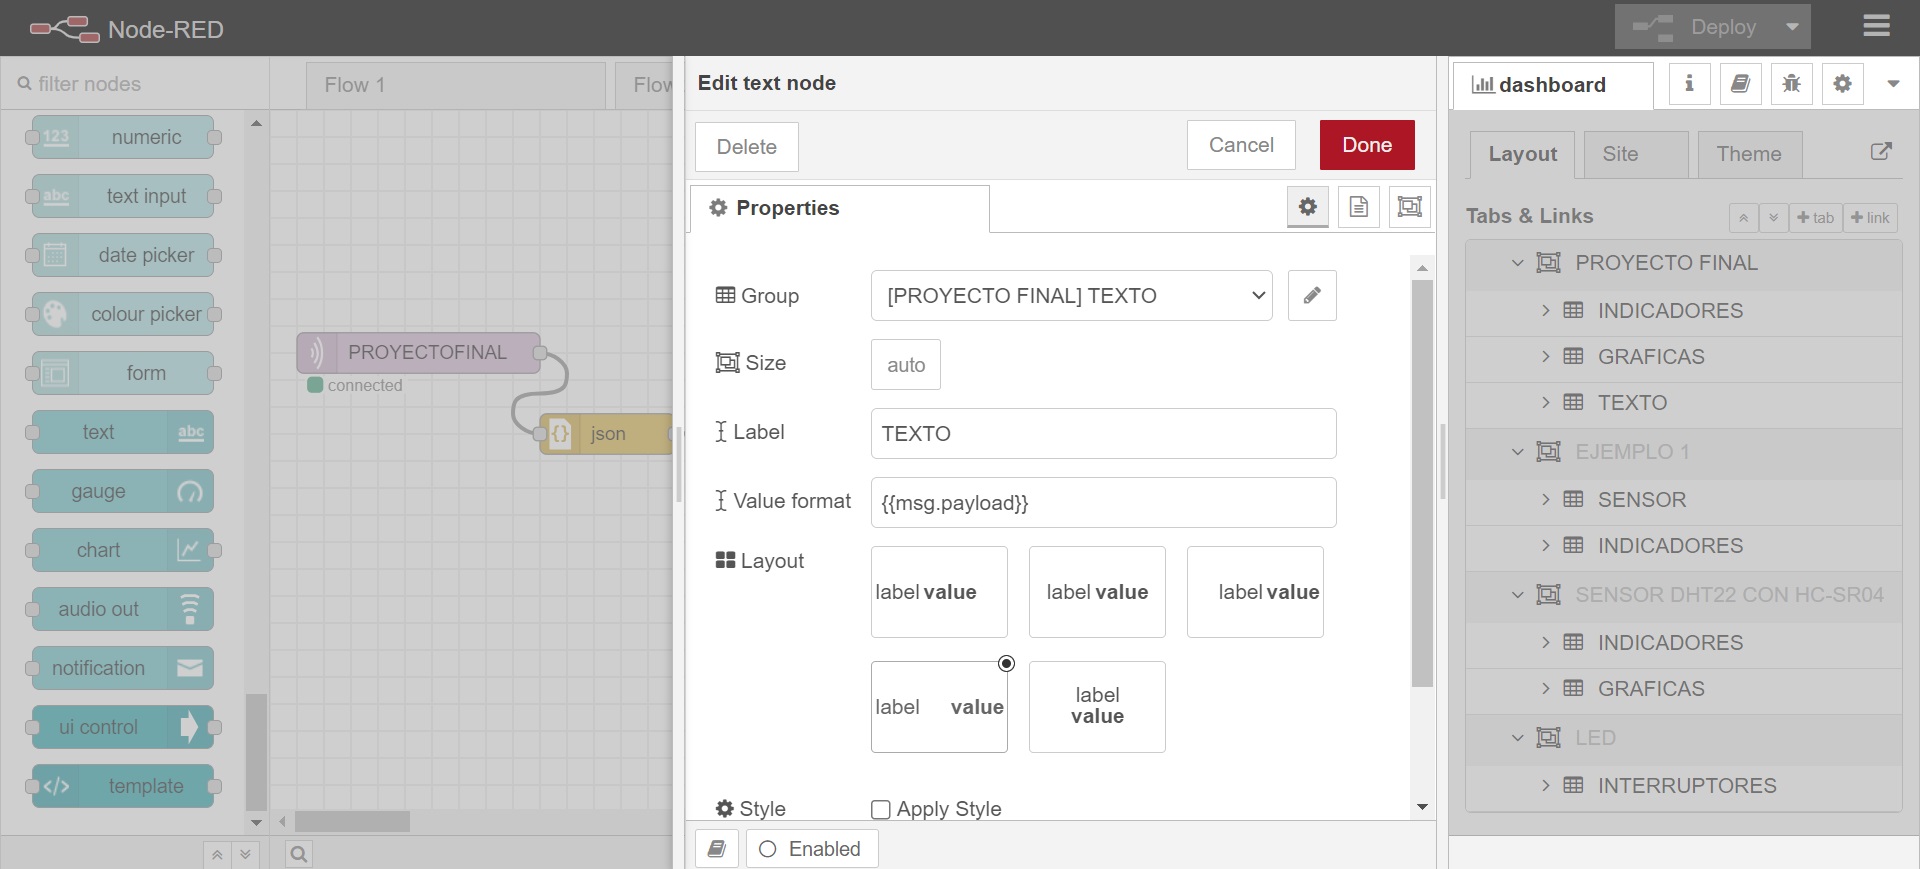 Node-RED
Deploy
filter nodes
Flow 1
Flow
Edit text node
dashboard
Delete
Cancel
Done
Layout
Site
Theme
Properties
Tabs & Links
tab
link
123 numeric
abc text input
date picker
colour picker
form
text abc
gauge
chart
audio out
notification
ui control
template
PROYECTOFINAL
connected
json
Group
[PROYECTO FINAL] TEXTO
Size
auto
Label
TEXTO
Value format
{{msg.payload}}
Layout
label value
label value
label value
label value
label
value
Style
Apply Style
Enabled
PROYECTO FINAL
INDICADORES
GRAFICAS
TEXTO
EJEMPLO 1
SENSOR
INDICADORES
SENSOR DHT22 CON HC-SR04
INDICADORES
GRAFICAS
LED
INTERRUPTORES